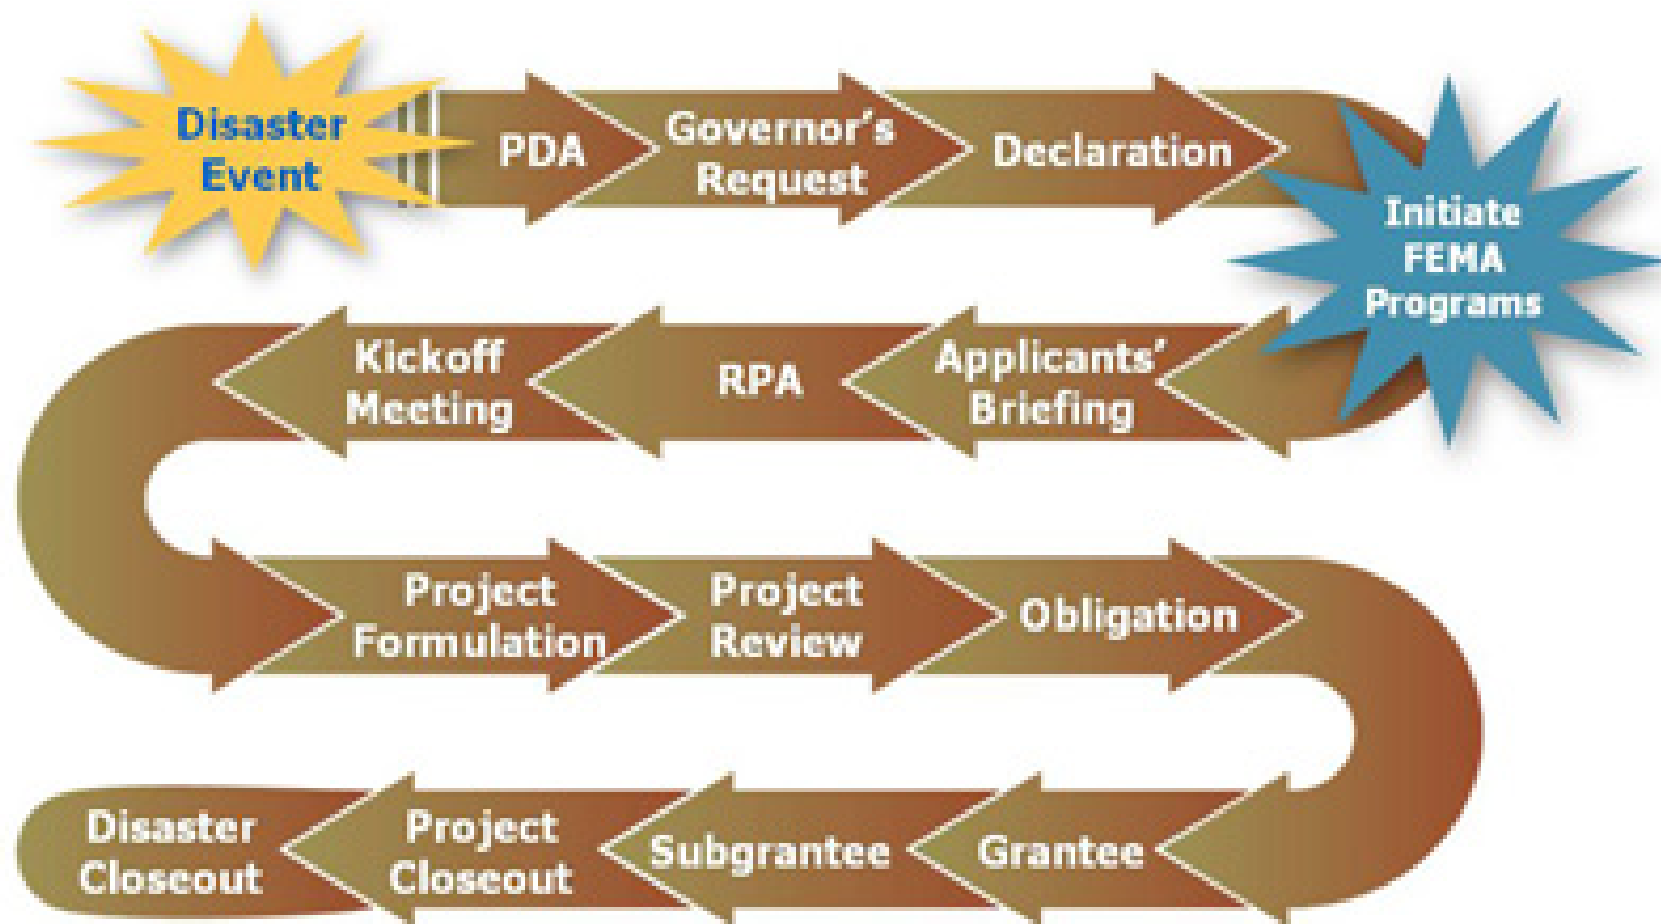 Disaster
Event
PDA
Governor's
Request
Declaration
Initiate
FEMA
Programs
Applicants'
Briefing
RPA
Kickoff
Meeting
Project
Formulation
Project
Review
Obligation
Grantee
Subgrantee
Project
Closeout
Disaster
Closeout